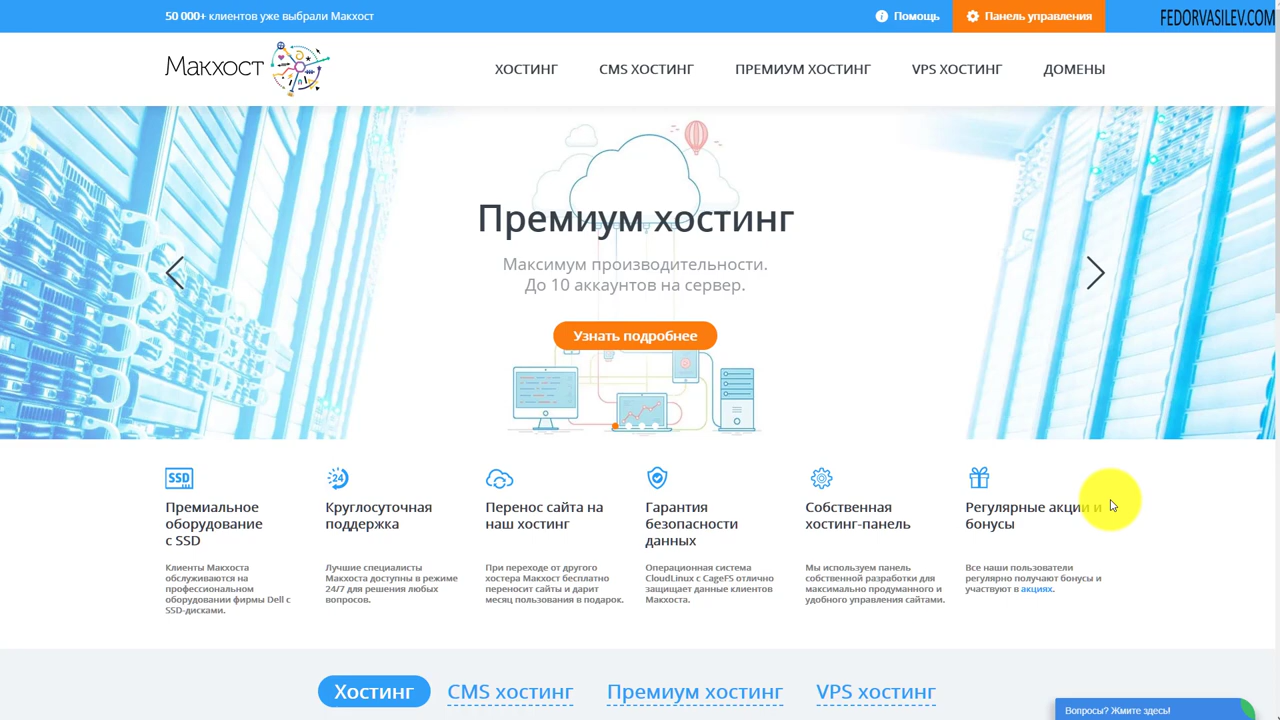 50 000+ клиентов уже выбрали Макхост
Помощь
Панель управления
FEDORVASILEV.COM
Макхост
ХОСТИНГ
CMS ХОСТИНГ
ПРЕМИУМ ХОСТИНГ
VPS ХОСТИНГ
ДОМЕНЫ
Премиум хостинг
Максимум производительности.
До 10 аккаунтов на сервер.
Узнать подробнее
SSD
Премиальное
оборудование
с SSD
Клиенты Макхоста
обслуживаются на
профессиональном
оборудовании фирмы Dell с
SSD-дисками.
24
Круглосуточная
поддержка
Лучшие специалисты
Макхоста доступны в режиме
24/7 для решения любых
вопросов.
Перенос сайта на
наш хостинг
При переходе от другого
хостера Макхост бесплатно
переносит сайты и дарит
месяц пользования в подарок.
Гарантия
безопасности
данных
Операционная система
CloudLinux с CageFS отлично
защищает данные клиентов
Макхоста.
Собственная
хостинг-панель
Мы используем панель
собственной разработки для
максимально продуманного и
удобного управления сайтами.
Регулярные акции и
бонусы
Все наши пользователи
регулярно получают бонусы и
участвуют в акциях.
Хостинг
CMS хостинг
Премиум хостинг
VPS хостинг
Вопросы? Жмите здесь!